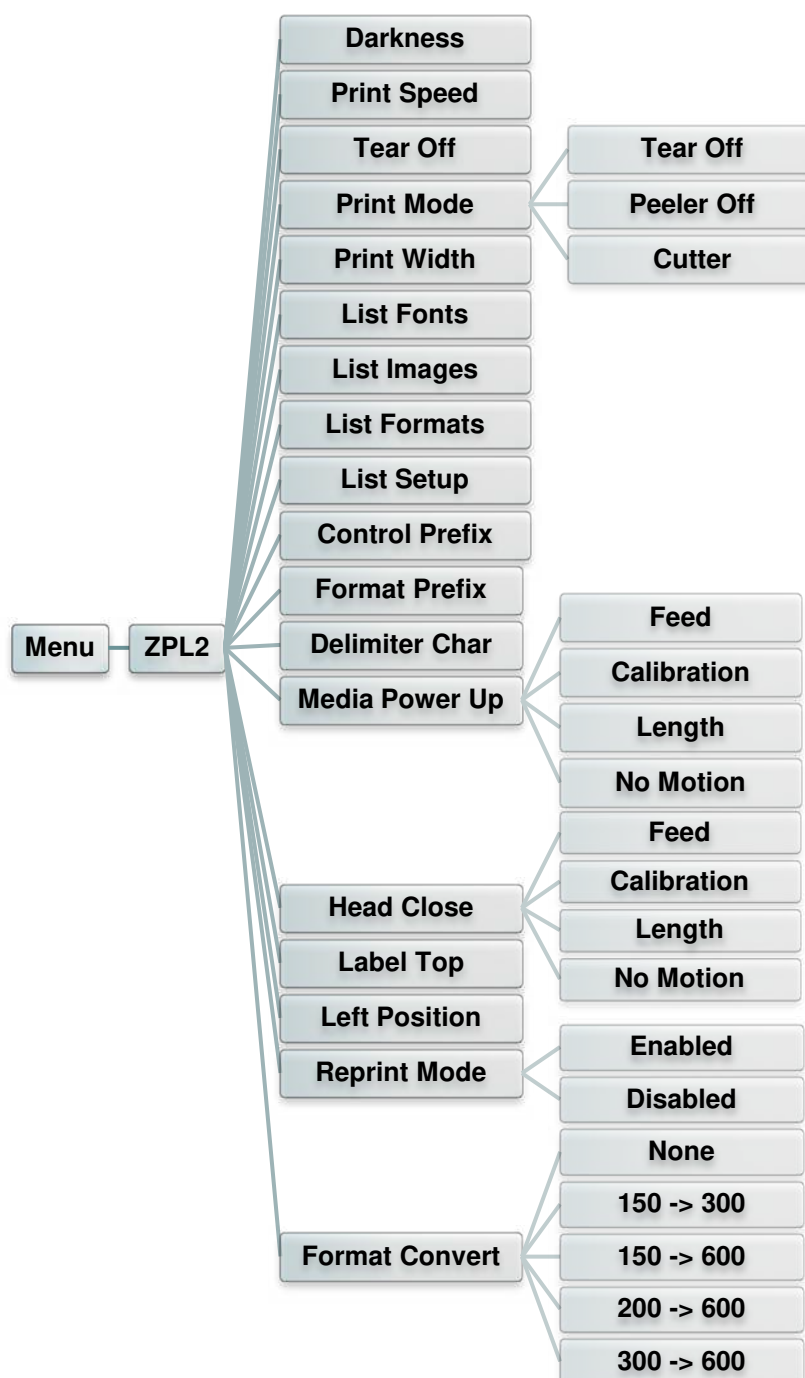 Menu
ZPL2
Darkness
Print Speed
Tear Off
Print Mode
Tear Off
Peeler Off
Cutter
Print Width
List Fonts
List Images
List Formats
List Setup
Control Prefix
Format Prefix
Delimiter Char
Media Power Up
Feed
Calibration
Length
No Motion
Head Close
Feed
Calibration
Length
No Motion
Label Top
Left Position
Reprint Mode
Enabled
Disabled
Format Convert
None
150 -> 300
150 -> 600
200 -> 600
300 -> 600